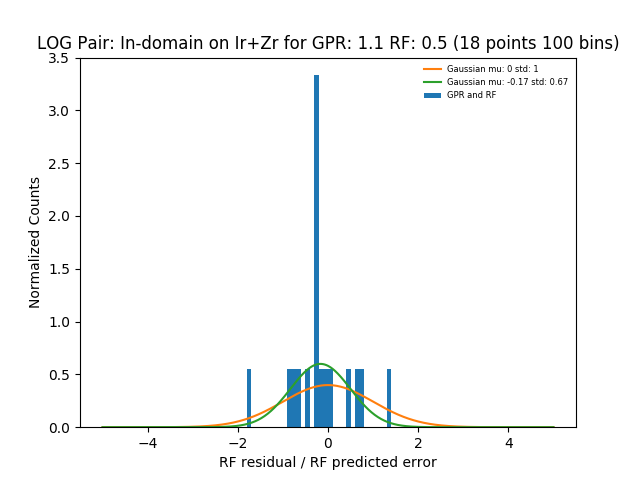 LOG Pair: In-domain on Ir+Zr for GPR: 1.1 RF: 0.5 (18 points 100 bins)
Gaussian mu: 0 std: 1
Gaussian mu: -0.17 std: 0.67
GPR and RF
Normalized Counts
3.5
3.0
2.5
2.0
1.5
1.0
0.5
0.0
−4 −2 0 2 4
RF residual / RF predicted error